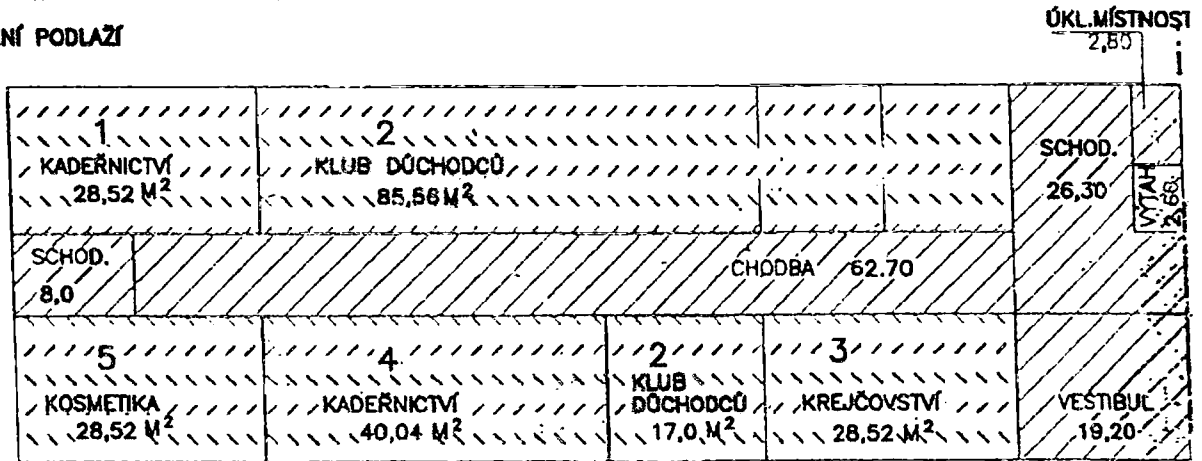 NÍ PODLAŽÍ
ÚKL.MÍSTNOST
2,80
1
KADEŘNICTVÍ
28,52 M²
2
KLUB DŮCHODCŮ
85,56 M²
SCHOD.
26,30
VÝTAH
2,66
SCHOD.
8,0
CHODBA 62.70
5
KOSMETIKA
28,52 M²
4
KADEŘNICTVÍ
40,04 M²
2
KLUB
DŮCHODCŮ
17,0 M²
3
KREJČOVSTVÍ
28,52 M²
VESTIBUL
19,20